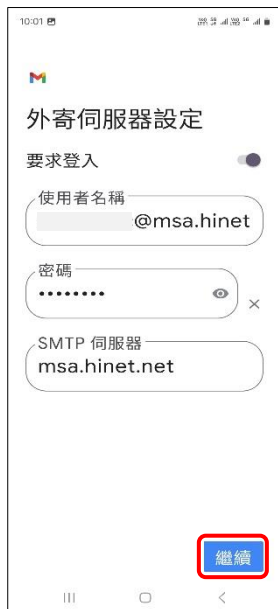 10:01
外寄伺服器設定
要求登入
使用者名稱
@msa.hinet
密碼
••••••••
SMTP 伺服器
msa.hinet.net
繼續